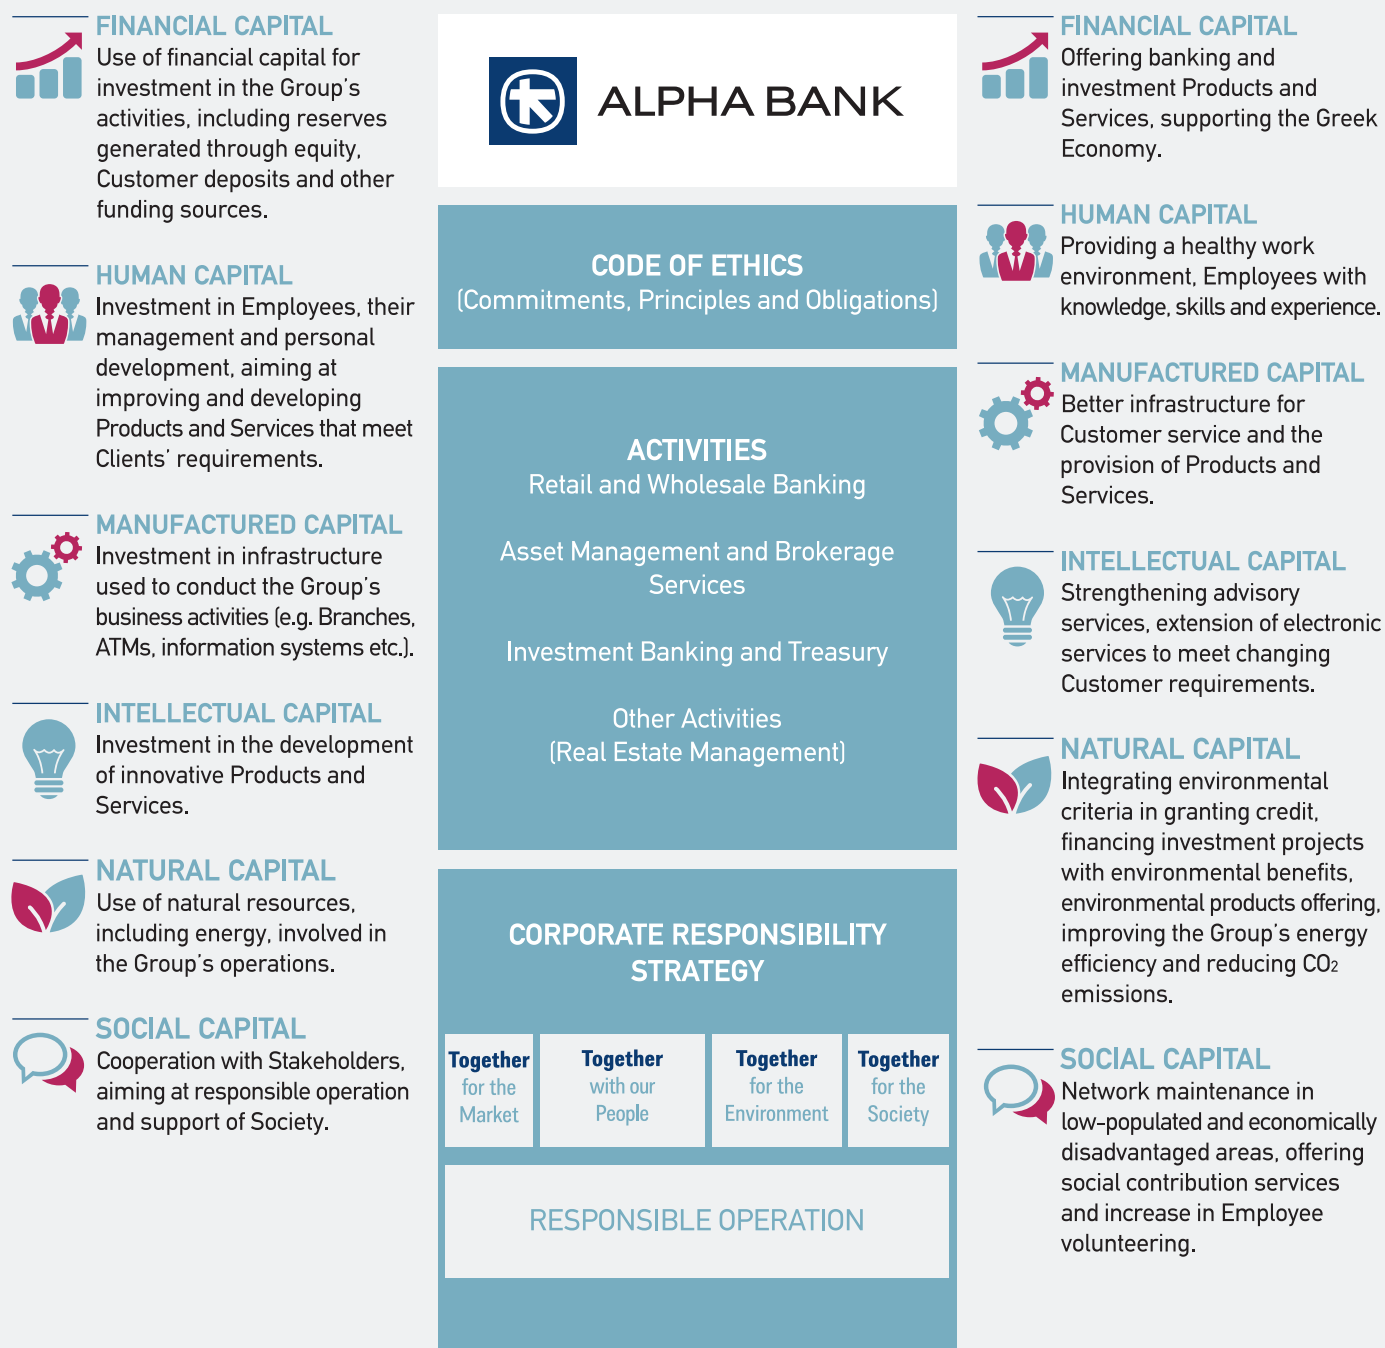 FINANCIAL CAPITAL
Use of financial capital for
investment in the Group's
activities, including reserves
generated through equity,
Customer deposits and other
funding sources.
HUMAN CAPITAL
Investment in Employees, their
management and personal
development, aiming at
improving and developing
Products and Services that meet
Clients' requirements.
MANUFACTURED CAPITAL
Investment in infrastructure
used to conduct the Group's
business activities (e.g. Branches,
ATMs, information systems etc.).
INTELLECTUAL CAPITAL
Investment in the development
of innovative Products and
Services.
NATURAL CAPITAL
Use of natural resources,
including energy, involved in
the Group's operations.
SOCIAL CAPITAL
Cooperation with Stakeholders,
aiming at responsible operation
and support of Society.
ALPHA BANK
CODE OF ETHICS
(Commitments, Principles and Obligations)
ACTIVITIES
Retail and Wholesale Banking
Asset Management and Brokerage
Services
Investment Banking and Treasury
Other Activities
(Real Estate Management)
CORPORATE RESPONSIBILITY
STRATEGY
Together
for the
Market
Together
with our
People
Together
for the
Environment
Together
for the
Society
RESPONSIBLE OPERATION
FINANCIAL CAPITAL
Offering banking and
investment Products and
Services, supporting the Greek
Economy.
HUMAN CAPITAL
Providing a healthy work
environment, Employees with
knowledge, skills and experience.
MANUFACTURED CAPITAL
Better infrastructure for
Customer service and the
provision of Products and
Services.
INTELLECTUAL CAPITAL
Strengthening advisory
services, extension of electronic
services to meet changing
Customer requirements.
NATURAL CAPITAL
Integrating environmental
criteria in granting credit,
financing investment projects
with environmental benefits,
environmental products offering,
improving the Group's energy
efficiency and reducing CO₂
emissions.
SOCIAL CAPITAL
Network maintenance in
low-populated and economically
disadvantaged areas, offering
social contribution services
and increase in Employee
volunteering.